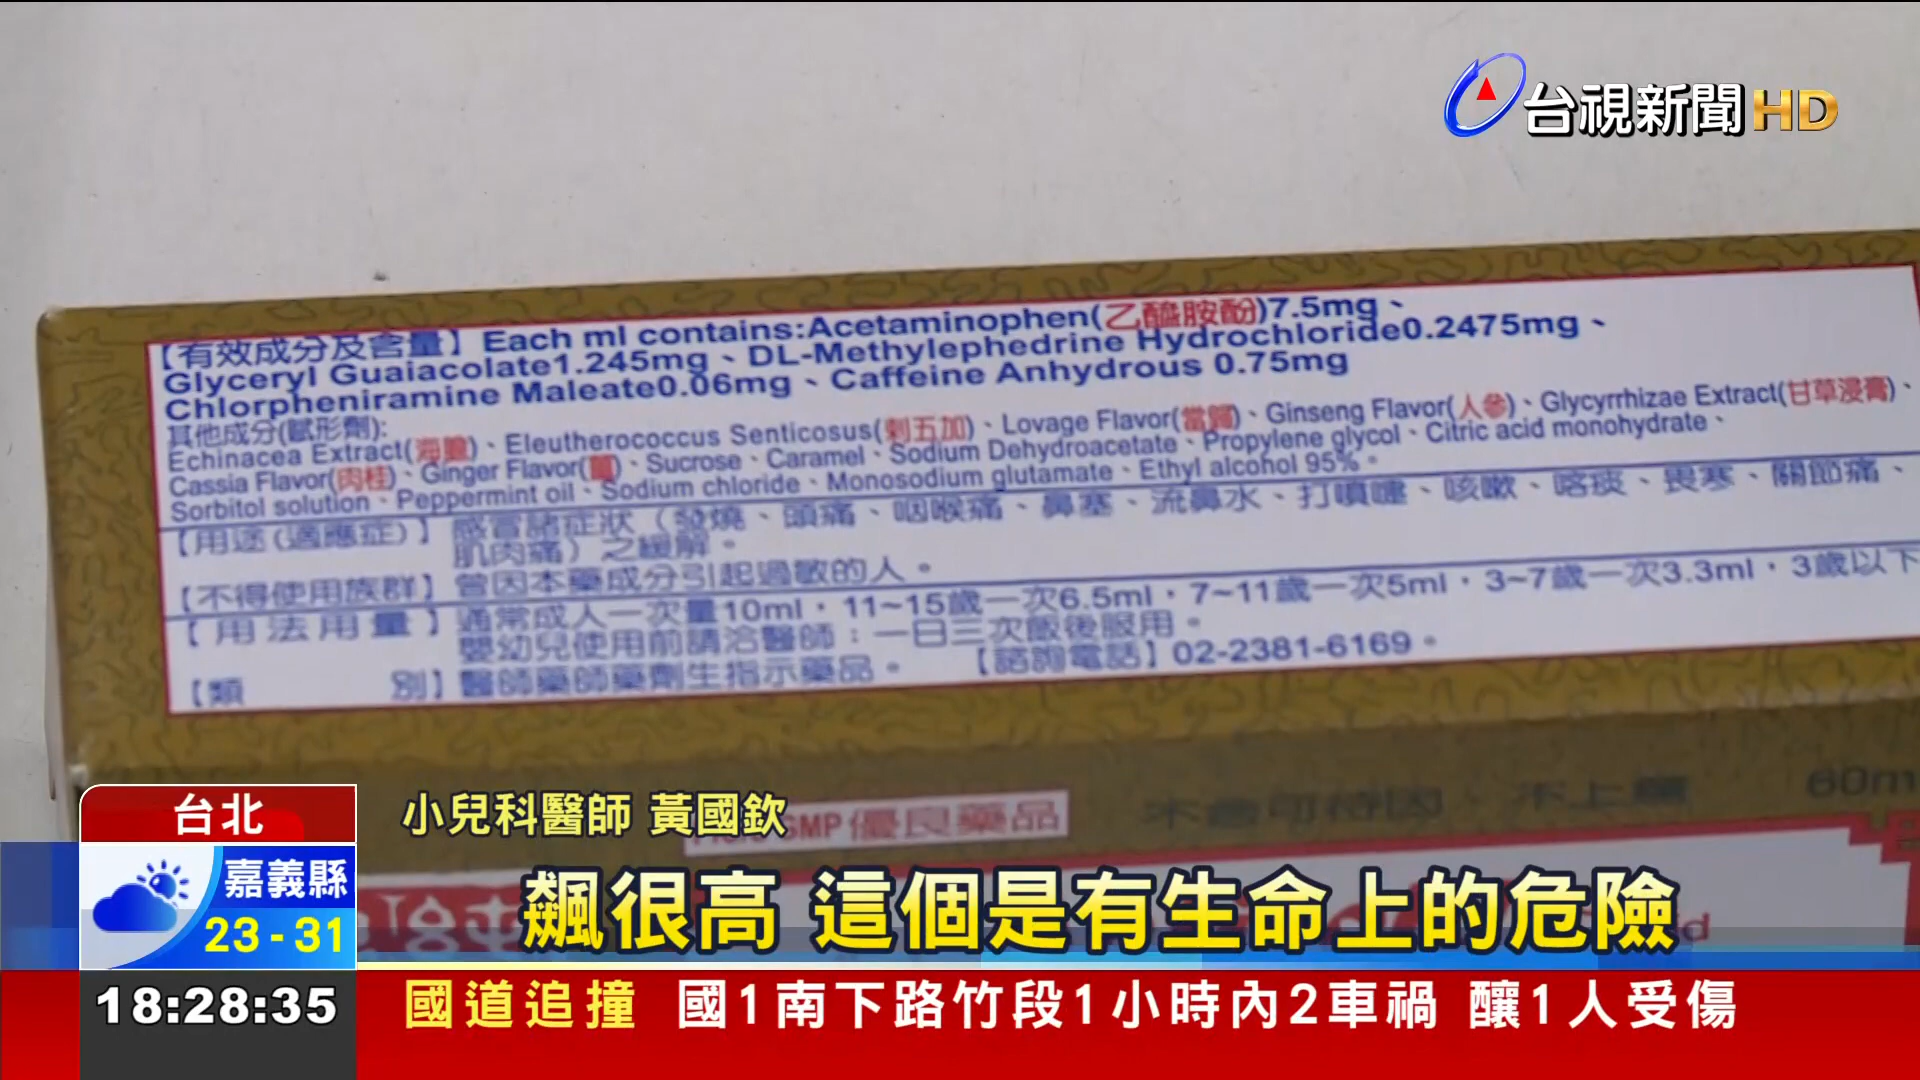 台視新聞HD
【有效成分及含量】Each ml contains:Acetaminophen(乙醯胺酚)7.5mg、
Glyceryl Guaiacolate1.245mg、DL-Methylephedrine Hydrochloride0.2475mg、
Chlorpheniramine Maleate0.06mg、Caffeine Anhydrous 0.75mg
其他成分(賦形劑):
Echinacea Extract(海膽)、Eleutherococcus Senticosus(刺五加)、Lovage Flavor(當歸)、Ginseng Flavor(人參)、Glycyrrhizae Extract(甘草浸膏)、
Cassia Flavor(肉桂)、Ginger Flavor(薑)、Sucrose、Caramel、Sodium Dehydroacetate、Propylene glycol、Citric acid monohydrate、
Sorbitol solution、Peppermint oil、Sodium chloride、Monosodium glutamate、Ethyl alcohol 95%。
【用途(適應症)】感冒諸症狀(發燒、頭痛、咽喉痛、鼻塞、流鼻水、打噴嚏、咳嗽、喀痰、畏寒、關節痛、
肌肉痛)之緩解。
【不得使用族群】曾因本藥成分引起過敏的人。
【用法用量】通常成人一次量10ml,11~15歲一次6.5ml,7~11歲一次5ml,3~7歲一次3.3ml,3歲以下
嬰幼兒使用前請洽醫師;一日三次飯後服用。
【類 別】醫師藥師藥劑生指示藥品。【諮詢電話】02-2381-6169。
GMP優良藥品
台北
小兒科醫師 黃國欽
嘉義縣
23-31
飆很高 這個是有生命上的危險
18:28:35
國道追撞 國1南下路竹段1小時內2車禍 釀1人受傷